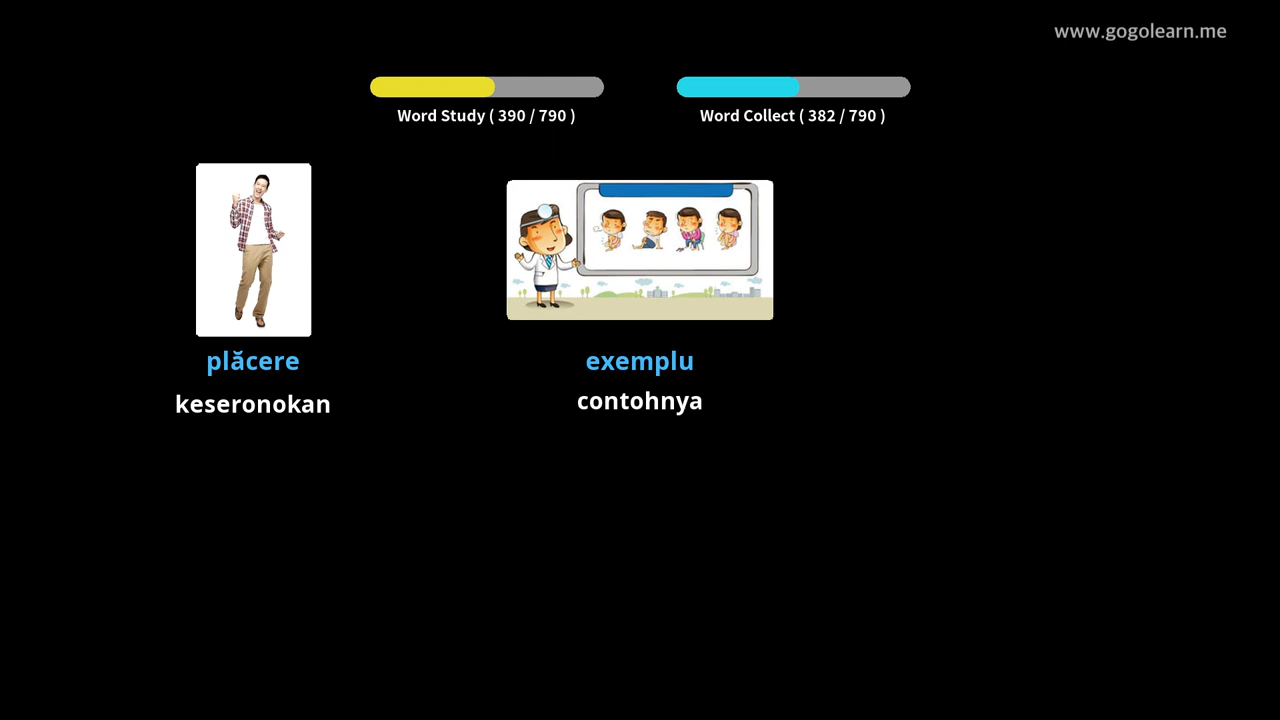 www.gogolearn.me
Word Study ( 390 / 790 )
Word Collect ( 382 / 790 )
plăcere
keseronokan
exemplu
contohnya